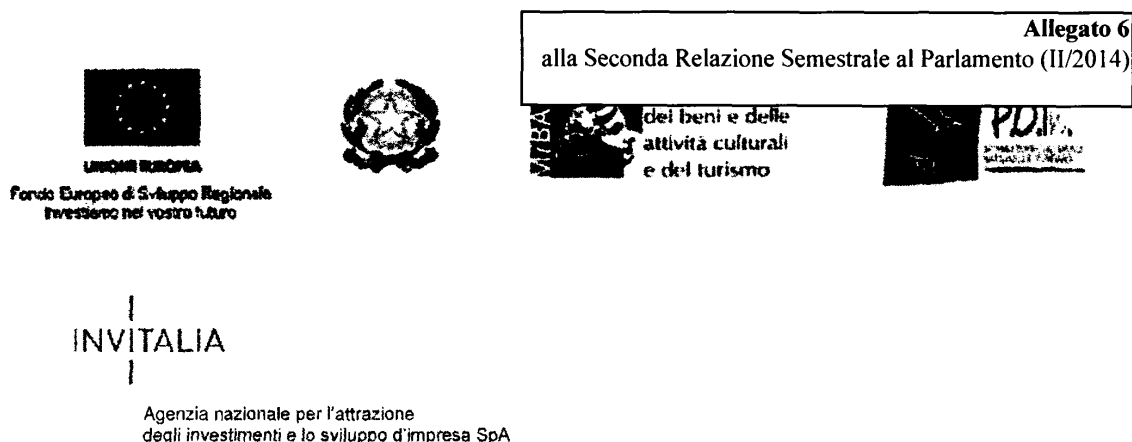 Allegato 6
alla Seconda Relazione Semestrale al Parlamento (II/2014)
UNIONE EUROPEA
Fondo Europeo di Sviluppo Regionale
Investiamo nel vostro futuro
MiBA
dei beni e delle
attività culturali
e del turismo
INVITALIA
Agenzia nazionale per l'attrazione
degli investimenti e lo sviluppo d'impresa SpA